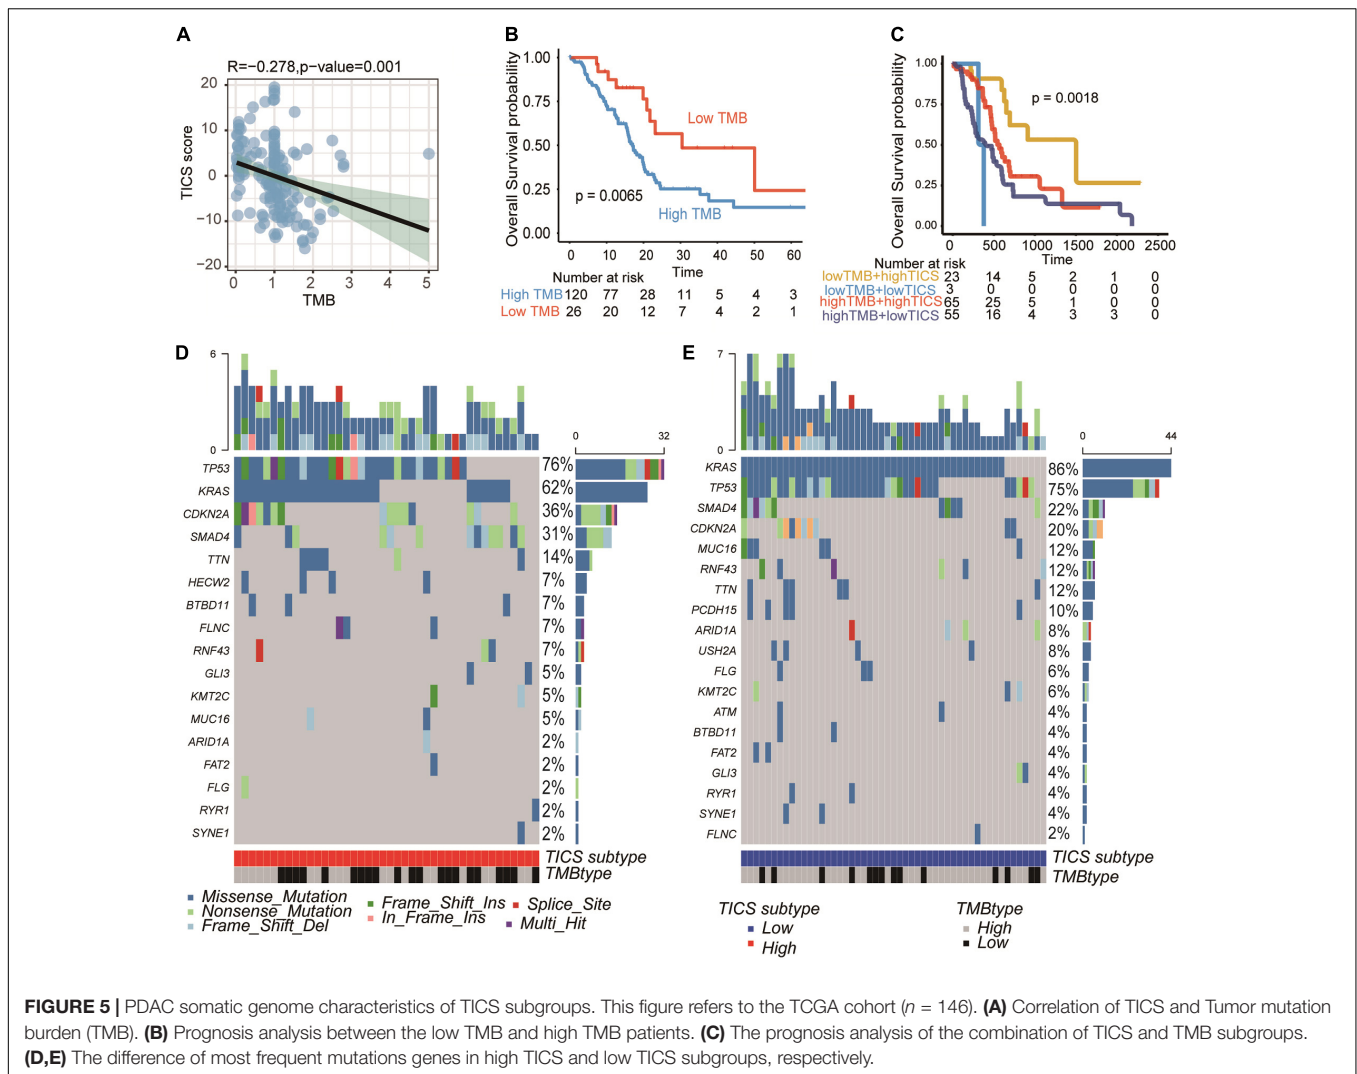 A
R=−0.278,p−value=0.001
TICS score
20
10
0
−10
−20
0 1 2 3 4 5
TMB
B
Overall Survival probability
1.00
0.75
0.50
0.25
0.00
Low TMB
p = 0.0065
High TMB
0 10 20 30 40 50 60
Number at risk
Time
High TMB 120 77 28 11 5 4 3
Low TMB 26 20 12 7 4 2 1
C
Overall Survival probability
1.00
0.75
0.50
0.25
0.00
p = 0.0018
0 500 1000 1500 2000 2500
Number at risk
Time
lowTMB+highTICS 23 14 5 2 1 0
lowTMB+lowTICS 3 0 0 0 0 0
highTMB+highTICS 65 25 5 1 0 0
highTMB+lowTICS 55 16 4 3 3 0
D
6
0
0 32
TP53 76%
KRAS 62%
CDKN2A 36%
SMAD4 31%
TTN 14%
HECW2 7%
BTBD11 7%
FLNC 7%
RNF43 7%
GLI3 5%
KMT2C 5%
MUC16 5%
ARID1A 2%
FAT2 2%
FLG 2%
RYR1 2%
SYNE1 2%
TICS subtype
TMBtype
Missense_Mutation
Nonsense_Mutation
Frame_Shift_Del
Frame_Shift_Ins
In_Frame_Ins
Splice_Site
Multi_Hit
E
7
0
0 44
KRAS 86%
TP53 75%
SMAD4 22%
CDKN2A 20%
MUC16 12%
RNF43 12%
TTN 12%
PCDH15 10%
ARID1A 8%
USH2A 8%
FLG 6%
KMT2C 6%
ATM 4%
BTBD11 4%
FAT2 4%
GLI3 4%
RYR1 4%
SYNE1 4%
FLNC 2%
TICS subtype
TMBtype
TICS subtype
Low
High
TMBtype
High
Low
FIGURE 5 | PDAC somatic genome characteristics of TICS subgroups. This figure refers to the TCGA cohort (n = 146). (A) Correlation of TICS and Tumor mutation
burden (TMB). (B) Prognosis analysis between the low TMB and high TMB patients. (C) The prognosis analysis of the combination of TICS and TMB subgroups.
(D,E) The difference of most frequent mutations genes in high TICS and low TICS subgroups, respectively.